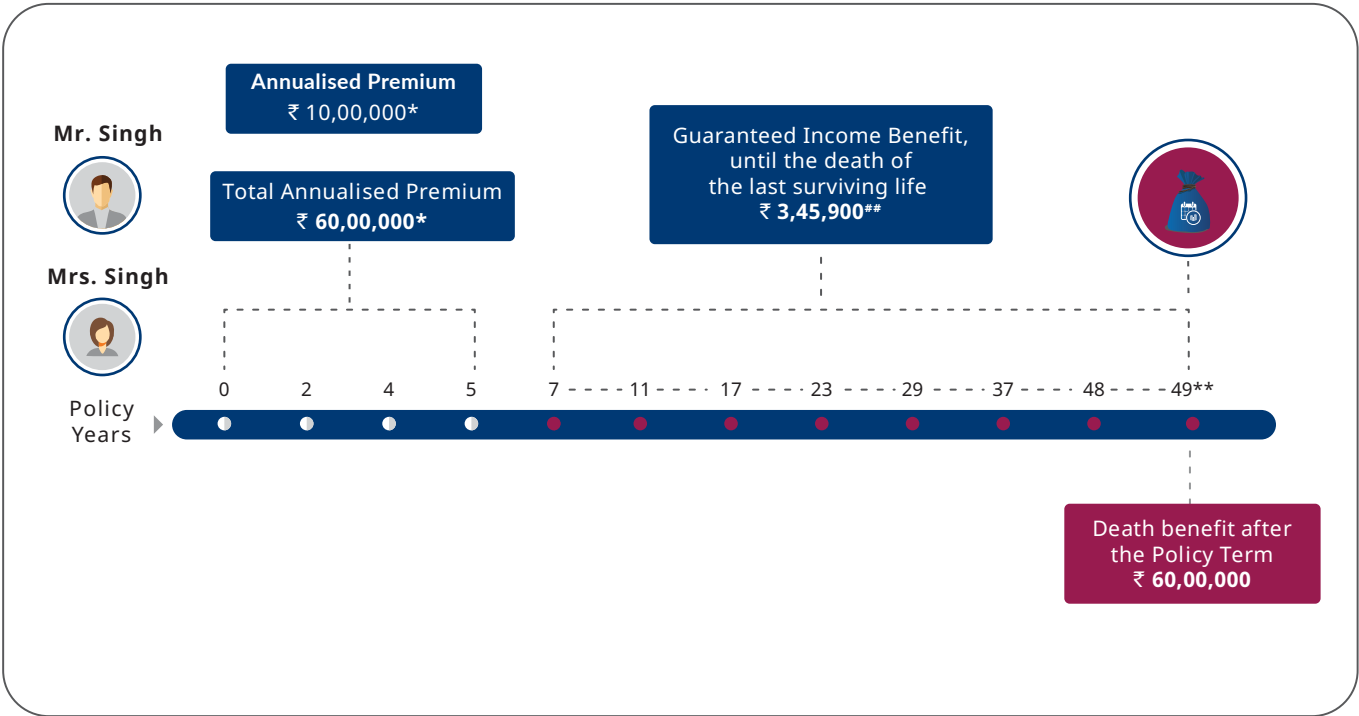 Annualised Premium
₹ 10,00,000*
Mr. Singh
Total Annualised Premium
₹ 60,00,000*
Guaranteed Income Benefit,
until the death of
the last surviving life
₹ 3,45,900##
Mrs. Singh
0 2 4 5 7 11 17 23 29 37 48 49**
Policy
Years
Death benefit after
the Policy Term
₹ 60,00,000